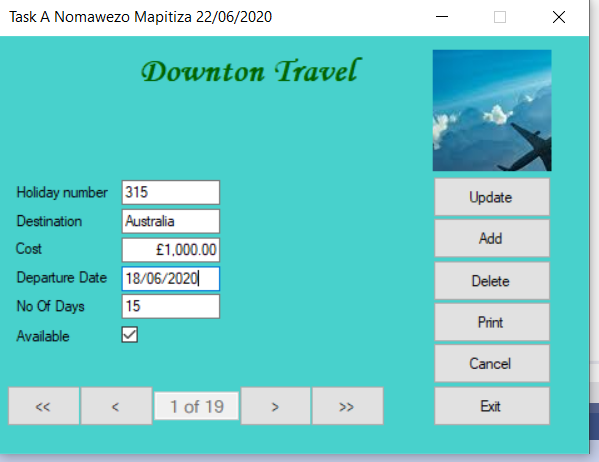 Task A Nomawezo Mapitiza 22/06/2020
Downton Travel
Holiday number 315
Destination Australia
Cost £1,000.00
Departure Date 18/06/2020
No Of Days 15
Available
Update
Add
Delete
Print
Cancel
Exit
<< < 1 of 19 > >>